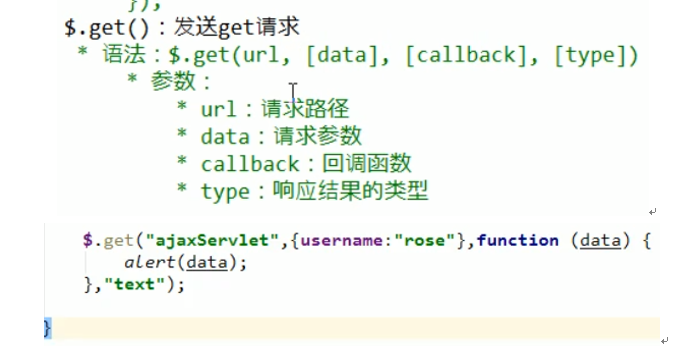 });
$.get()：发送get请求
* 语法：$.get(url, [data], [callback], [type])
* 参数：
* url：请求路径
* data：请求参数
* callback：回调函数
* type：响应结果的类型
$.get("ajaxServlet",{username:"rose"},function (data) {
alert(data);
},"text");
}